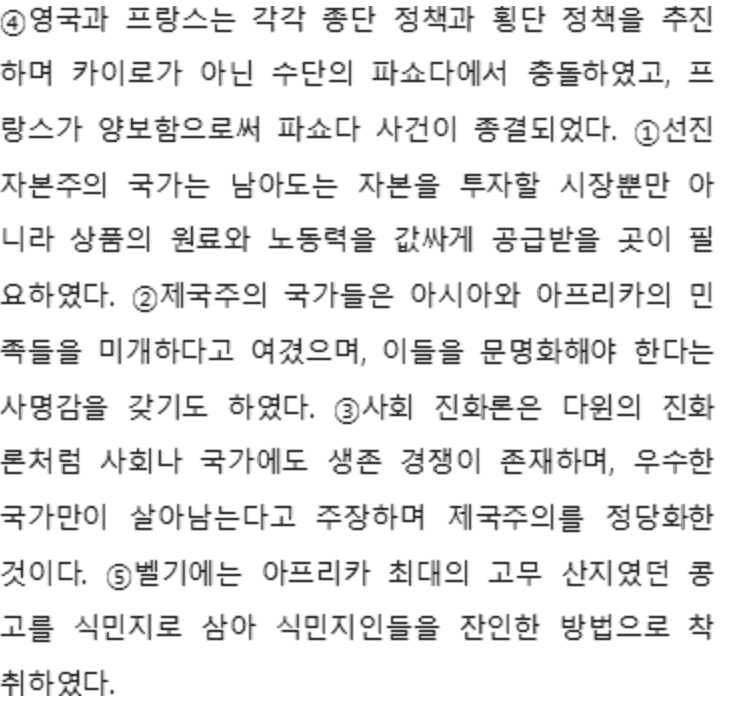 ④영국과 프랑스는 각각 종단 정책과 횡단 정책을 추진
하며 카이로가 아닌 수단의 파쇼다에서 충돌하였고, 프
랑스가 양보함으로써 파쇼다 사건이 종결되었다. ①선진
자본주의 국가는 남아도는 자본을 투자할 시장뿐만 아
니라 상품의 원료와 노동력을 값싸게 공급받을 곳이 필
요하였다. ②제국주의 국가들은 아시아와 아프리카의 민
족들을 미개하다고 여겼으며, 이들을 문명화해야 한다는
사명감을 갖기도 하였다. ③사회 진화론은 다윈의 진화
론처럼 사회나 국가에도 생존 경쟁이 존재하며, 우수한
국가만이 살아남는다고 주장하며 제국주의를 정당화한
것이다. ⑤벨기에는 아프리카 최대의 고무 산지였던 콩
고를 식민지로 삼아 식민지인들을 잔인한 방법으로 착
취하였다.